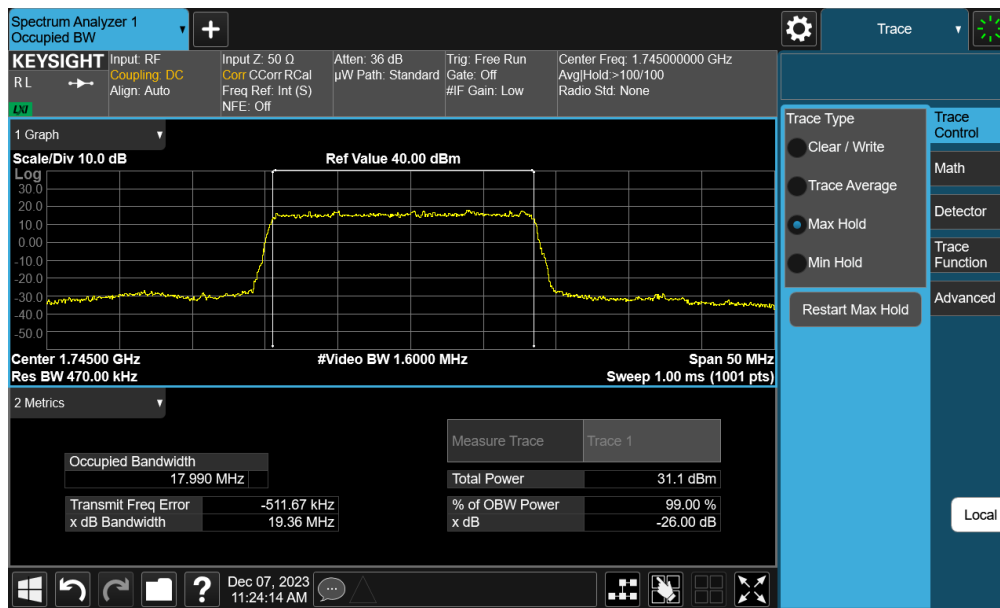 Spectrum Analyzer 1
Occupied BW
Trace
KEYSIGHT
R L
LXI
Input: RF
Coupling: DC
Align: Auto
Input Z: 50 Ω
Corr CCorr RCal
Freq Ref: Int (S)
NFE: Off
Atten: 36 dB
µW Path: Standard
Trig: Free Run
Gate: Off
#IF Gain: Low
Center Freq: 1.745000000 GHz
Avg|Hold:>100/100
Radio Std: None
1 Graph
Scale/Div 10.0 dB
Ref Value 40.00 dBm
Log
30.0
20.0
10.0
0.00
-10.0
-20.0
-30.0
-40.0
-50.0
Center 1.74500 GHz
#Video BW 1.6000 MHz
Span 50 MHz
Res BW 470.00 kHz
Sweep 1.00 ms (1001 pts)
2 Metrics
Measure Trace
Trace 1
Occupied Bandwidth
17.990 MHz
Total Power
31.1 dBm
Transmit Freq Error
-511.67 kHz
% of OBW Power
99.00 %
x dB Bandwidth
19.36 MHz
x dB
-26.00 dB
Trace Type
Clear / Write
Trace Average
Max Hold
Min Hold
Restart Max Hold
Trace
Control
Math
Detector
Trace
Function
Advanced
Local
?
Dec 07, 2023
11:24:14 AM